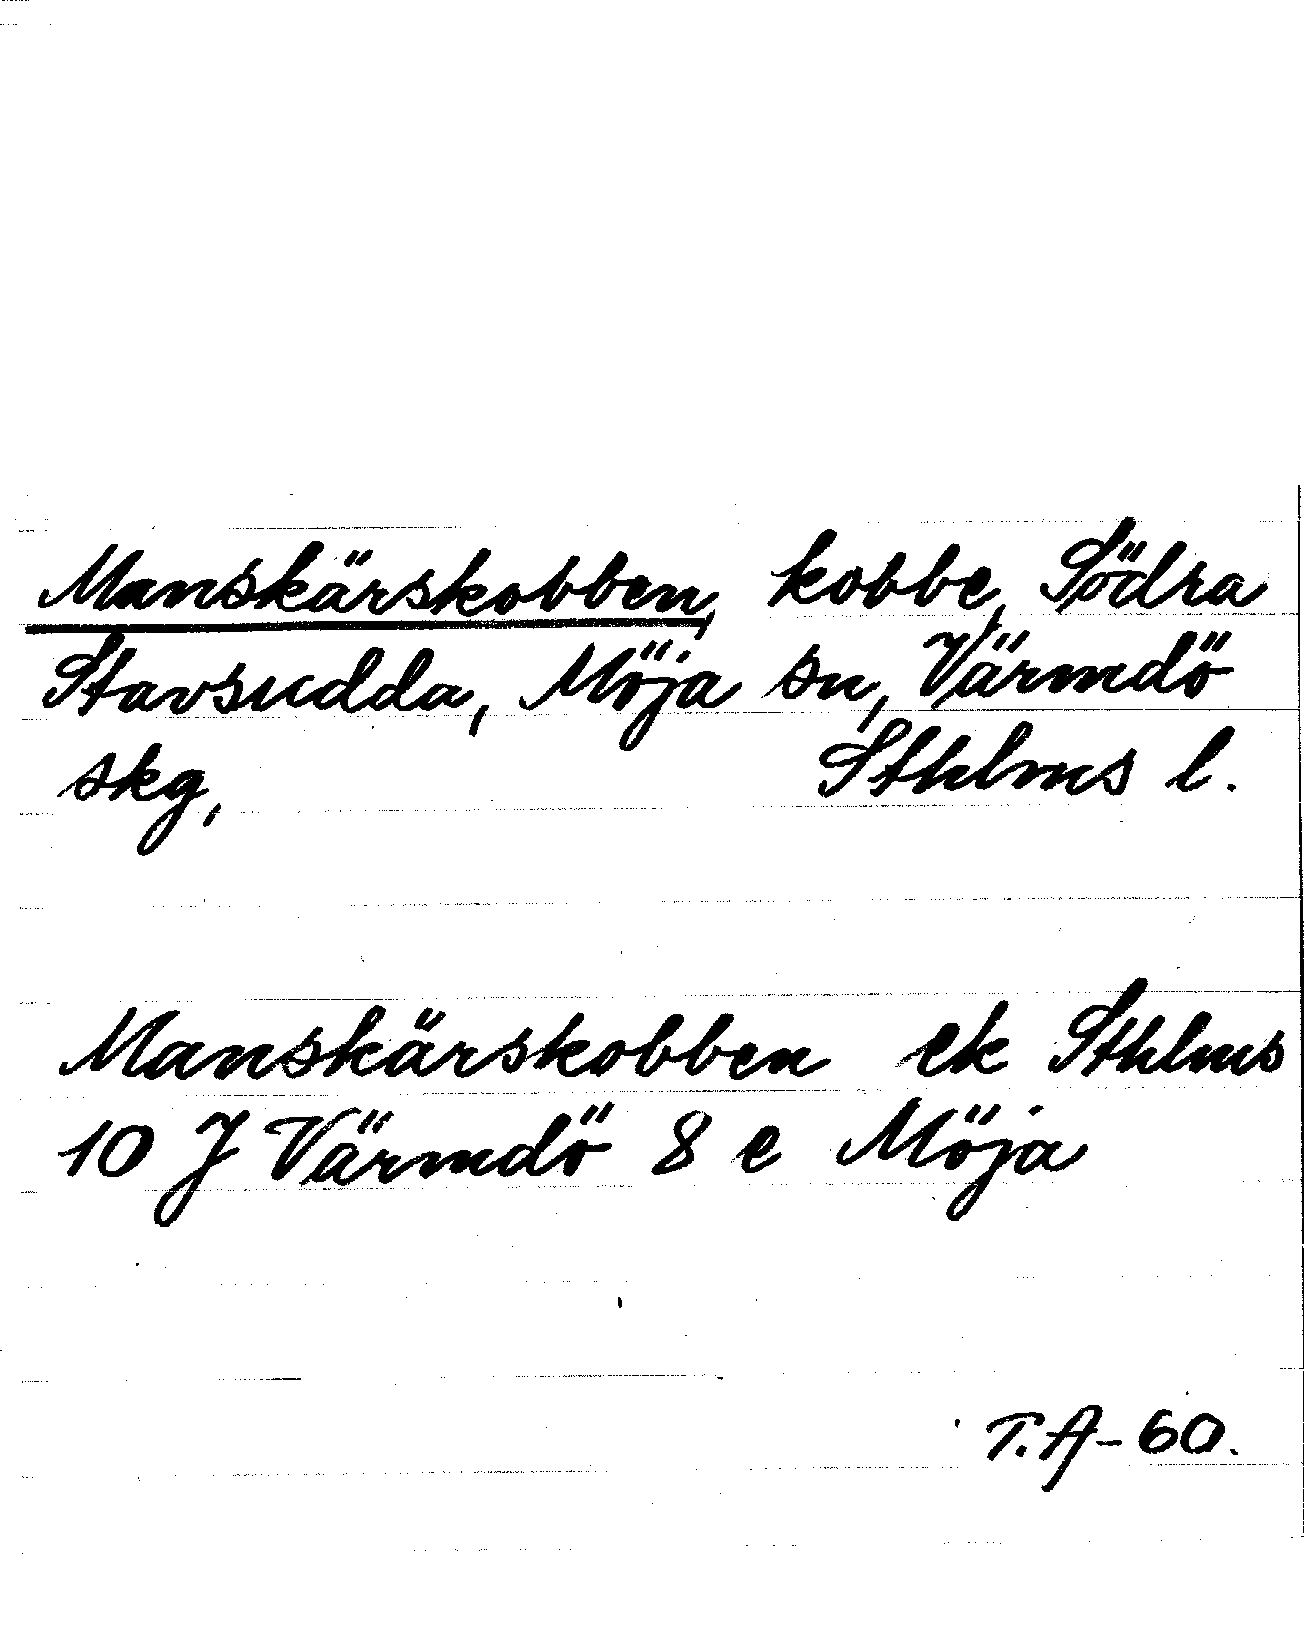 Manskärskobben, kobbe, Södra
Stavsudda, Möja sn, Värmdö
skg, Sthlms l.
Manskärskobben ek Sthlms
10 J Värmdö 8 e Möja
T.A-60.